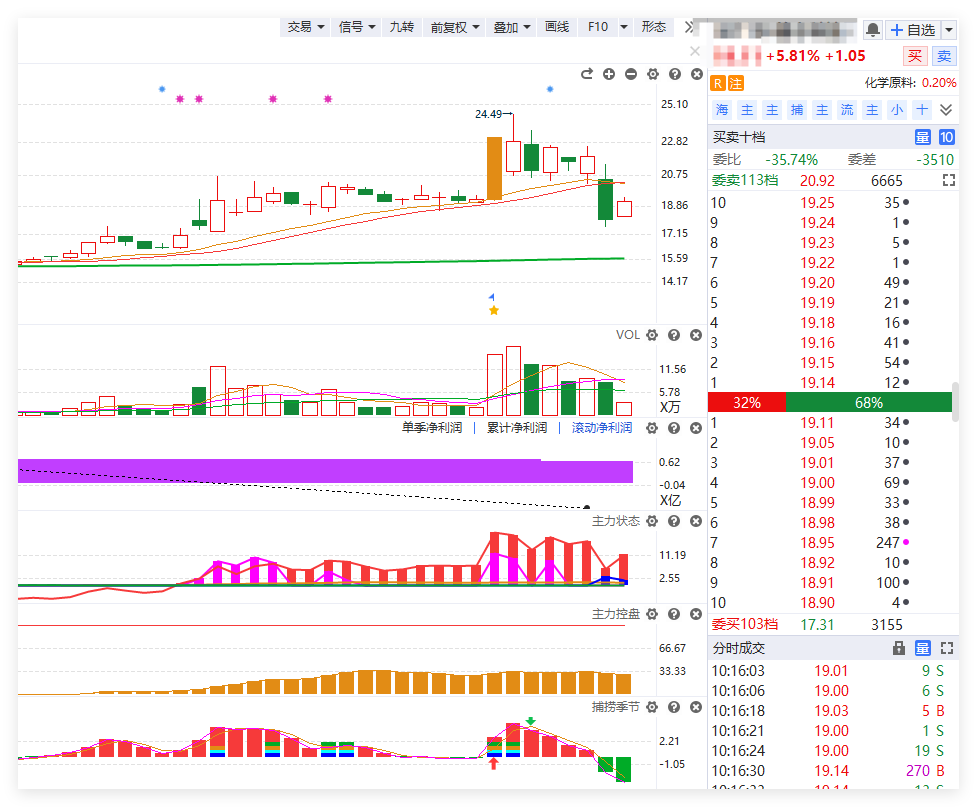 交易 信号 九转 前复权 叠加 画线 F10 形态
+ 自选
+5.81% +1.05 买 卖
R 注 化学原料: 0.20%
海 主 主 捕 主 流 主 小 十
买卖十档 量 10
委比 -35.74% 委差 -3510
委卖113档 20.92 6665
10 19.25 35
9 19.24 1
8 19.23 5
7 19.22 1
6 19.20 49
5 19.19 21
4 19.18 16
3 19.16 41
2 19.15 54
1 19.14 12
32% 68%
1 19.11 34
2 19.05 10
3 19.01 37
4 19.00 69
5 18.99 33
6 18.98 38
7 18.95 247
8 18.92 10
9 18.91 100
10 18.90 4
委买103档 17.31 3155
分时成交 量
10:16:03 19.01 9 S
10:16:06 19.00 6 S
10:16:18 19.03 5 B
10:16:21 19.00 1 S
10:16:24 19.00 19 S
10:16:30 19.14 270 B
24.49
25.10
22.82
20.75
18.86
17.15
15.59
14.17
VOL
11.56
5.78
X万
单季净利润 | 累计净利润 | 滚动净利润
0.62
-0.04
X亿
主力状态
11.19
2.55
主力控盘
66.67
33.33
捕捞季节
2.21
-1.05